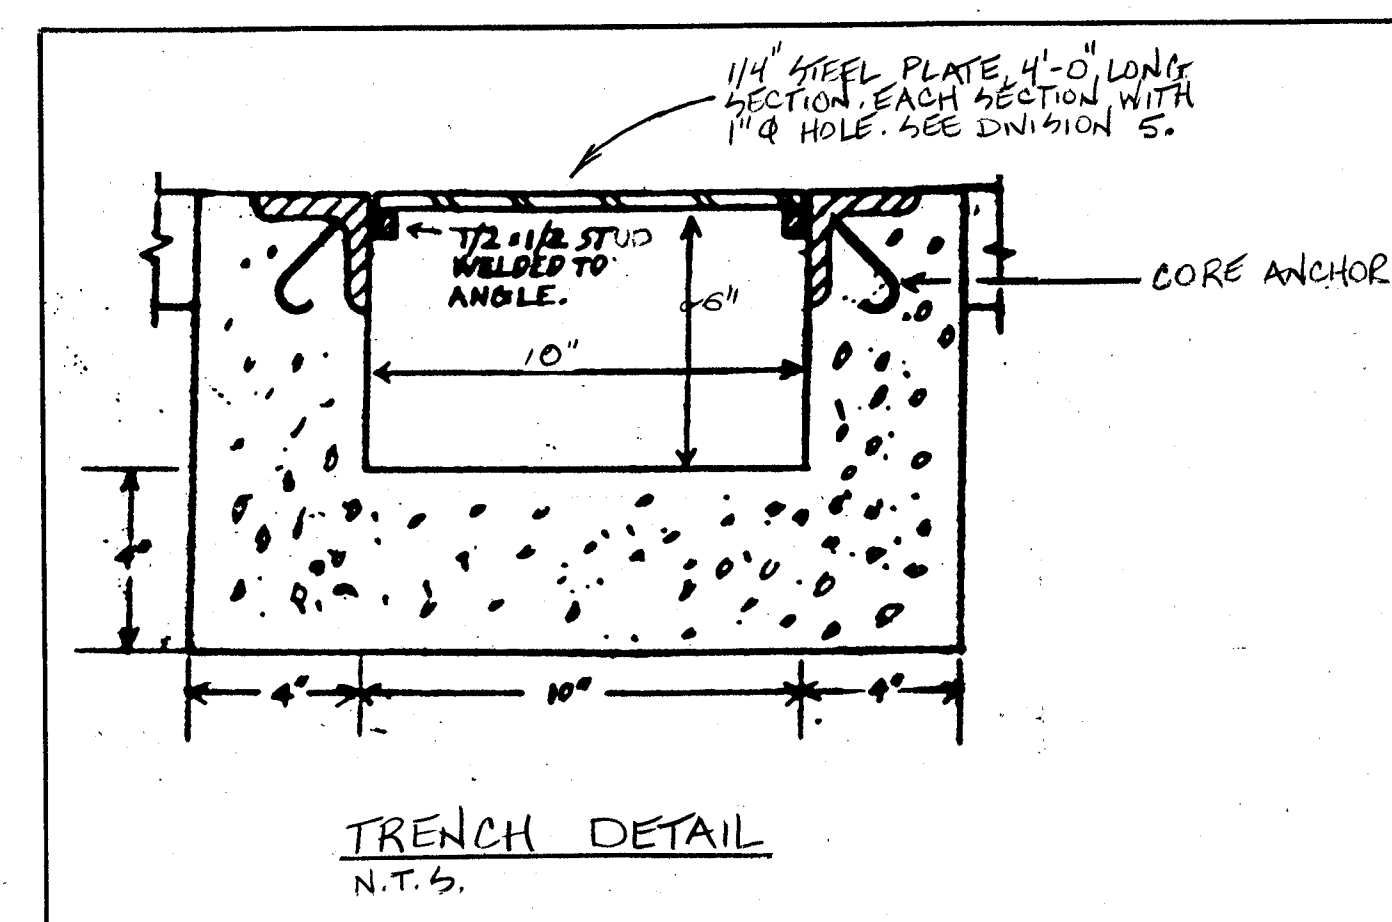 1/4" STEEL PLATE, 4'-0" LONG
SECTION. EACH SECTION WITH
1"Φ HOLE. SEE DIVISION 5.
1/2 x 1/2 STUD
WELDED TO
ANGLE.
6"
CORE ANCHOR
10"
4"
4"
10"
4"
TRENCH DETAIL
N.T.S.